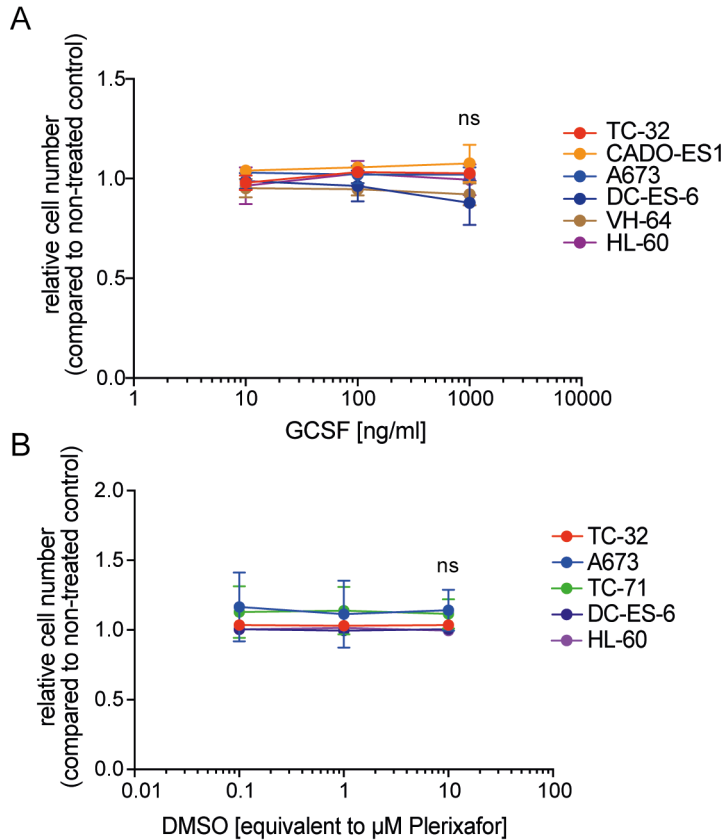 A
relative cell number
(compared to non-treated control)
1.5
1.0
0.5
0.0
1
10
100
1000
10000
GCSF [ng/ml]
ns
TC-32
CADO-ES1
A673
DC-ES-6
VH-64
HL-60
B
relative cell number
(compared to non-treated control)
2.0
1.5
1.0
0.5
0.0
0.01
0.1
1
10
100
DMSO [equivalent to µM Plerixafor]
ns
TC-32
A673
TC-71
DC-ES-6
HL-60